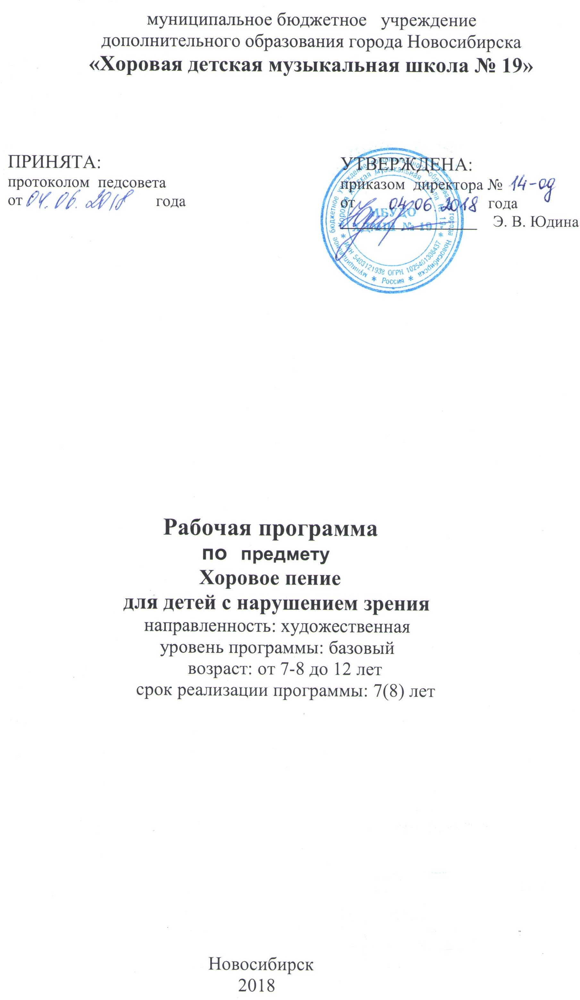 муниципальное бюджетное учреждение
дополнительного образования города Новосибирска
«Хоровая детская музыкальная школа № 19»
ПРИНЯТА:
протоколом педсовета
от 04.06.2018 года
УТВЕРЖДЕНА:
приказом директора № 14-од
от 04.06.2018 года
Э. В. Юдина
муниципальное бюджетное учреждение дополнительного образования города Новосибирска
* Россия *
«Хоровая детская музыкальная школа № 19»
* ИНН 5403121938 ОГРН 1025401308437 *
МБУДО
ХДМШ № 19
Рабочая программа
по предмету
Хоровое пение
для детей с нарушением зрения
направленность: художественная
уровень программы: базовый
возраст: от 7-8 до 12 лет
срок реализации программы: 7(8) лет
Новосибирск
2018